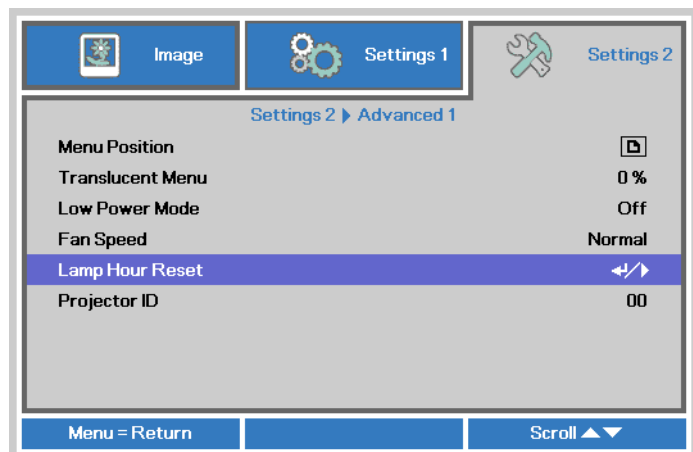 Image
Settings 1
Settings 2
Settings 2 ▶ Advanced 1
Menu Position
Translucent Menu 0 %
Low Power Mode Off
Fan Speed Normal
Lamp Hour Reset ↵/▶
Projector ID 00
Menu = Return Scroll ▲▼